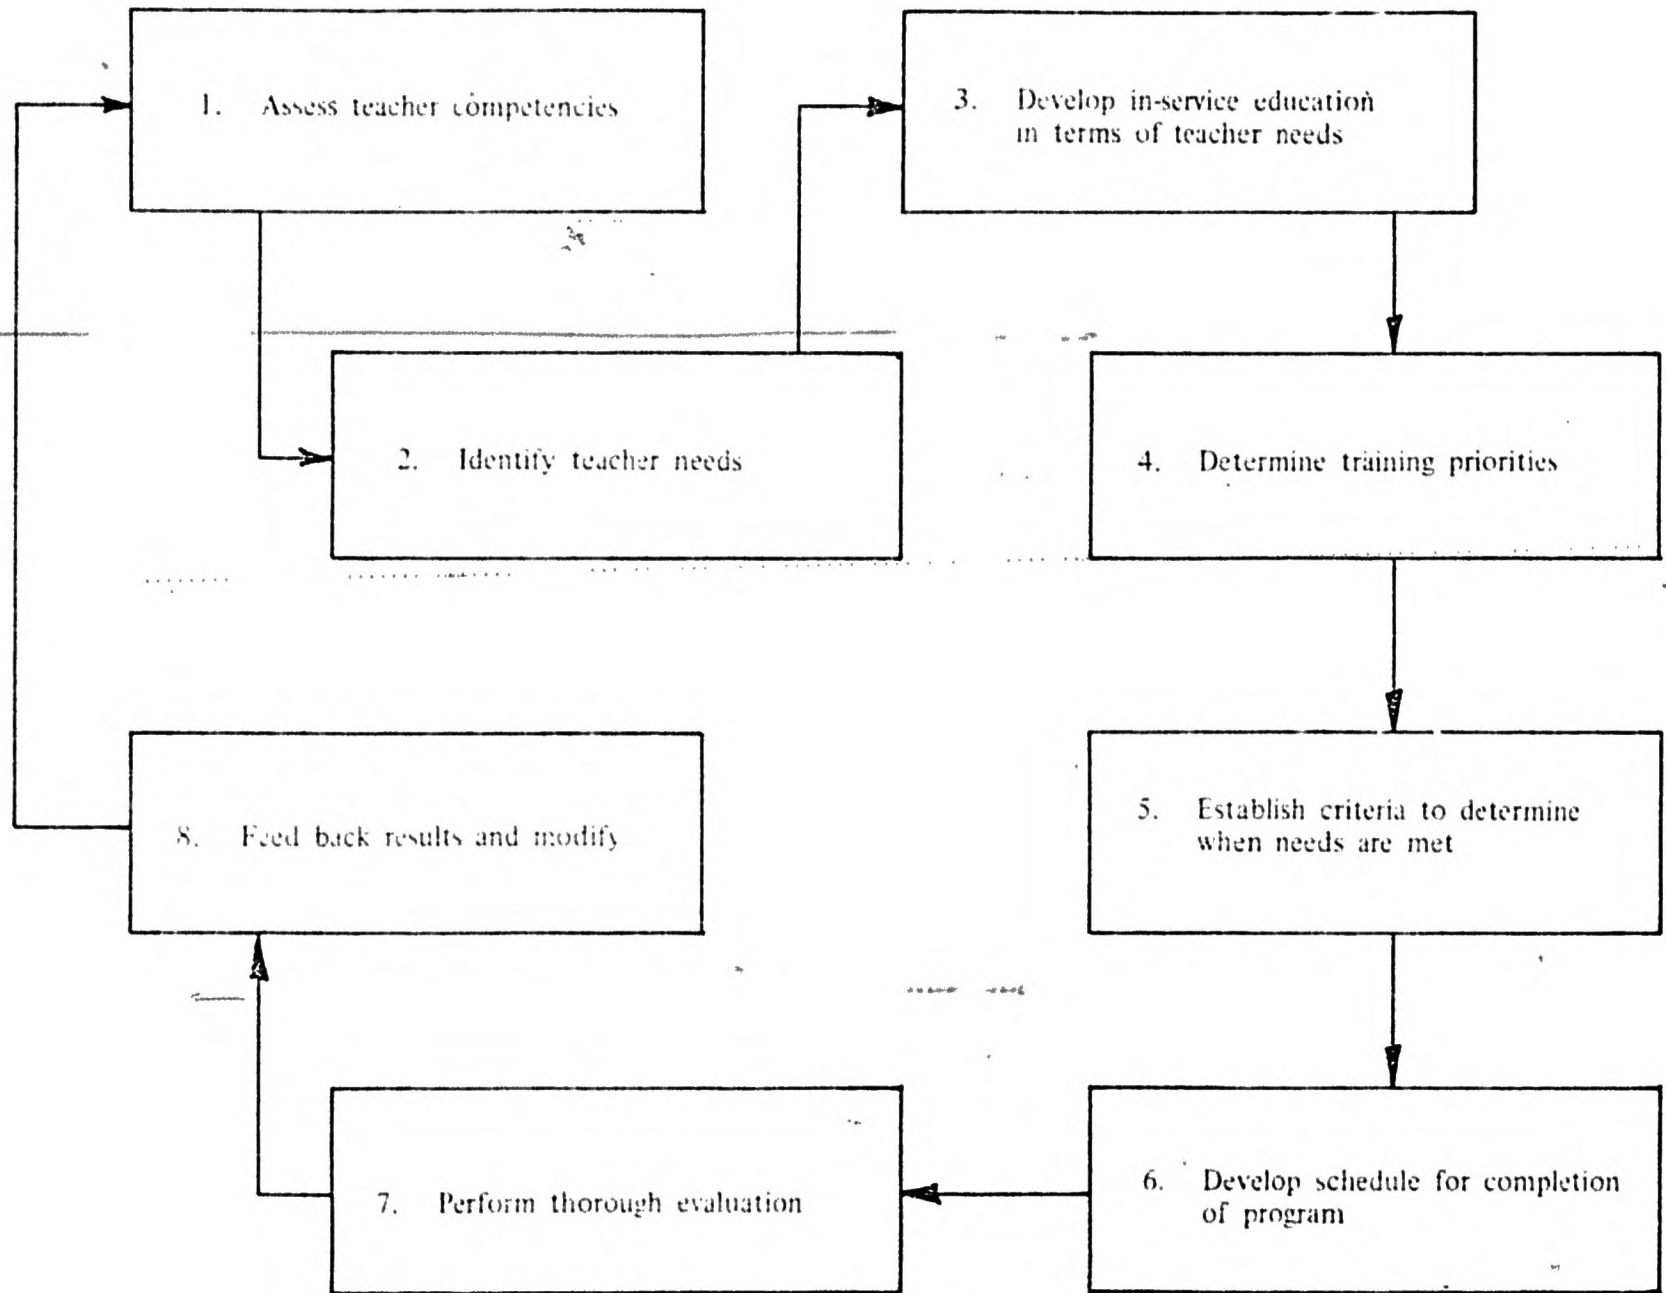 1. Assess teacher competencies
2. Identify teacher needs
3. Develop in-service education
in terms of teacher needs
4. Determine training priorities
5. Establish criteria to determine
when needs are met
6. Develop schedule for completion
of program
7. Perform thorough evaluation
8. Feed back results and modify